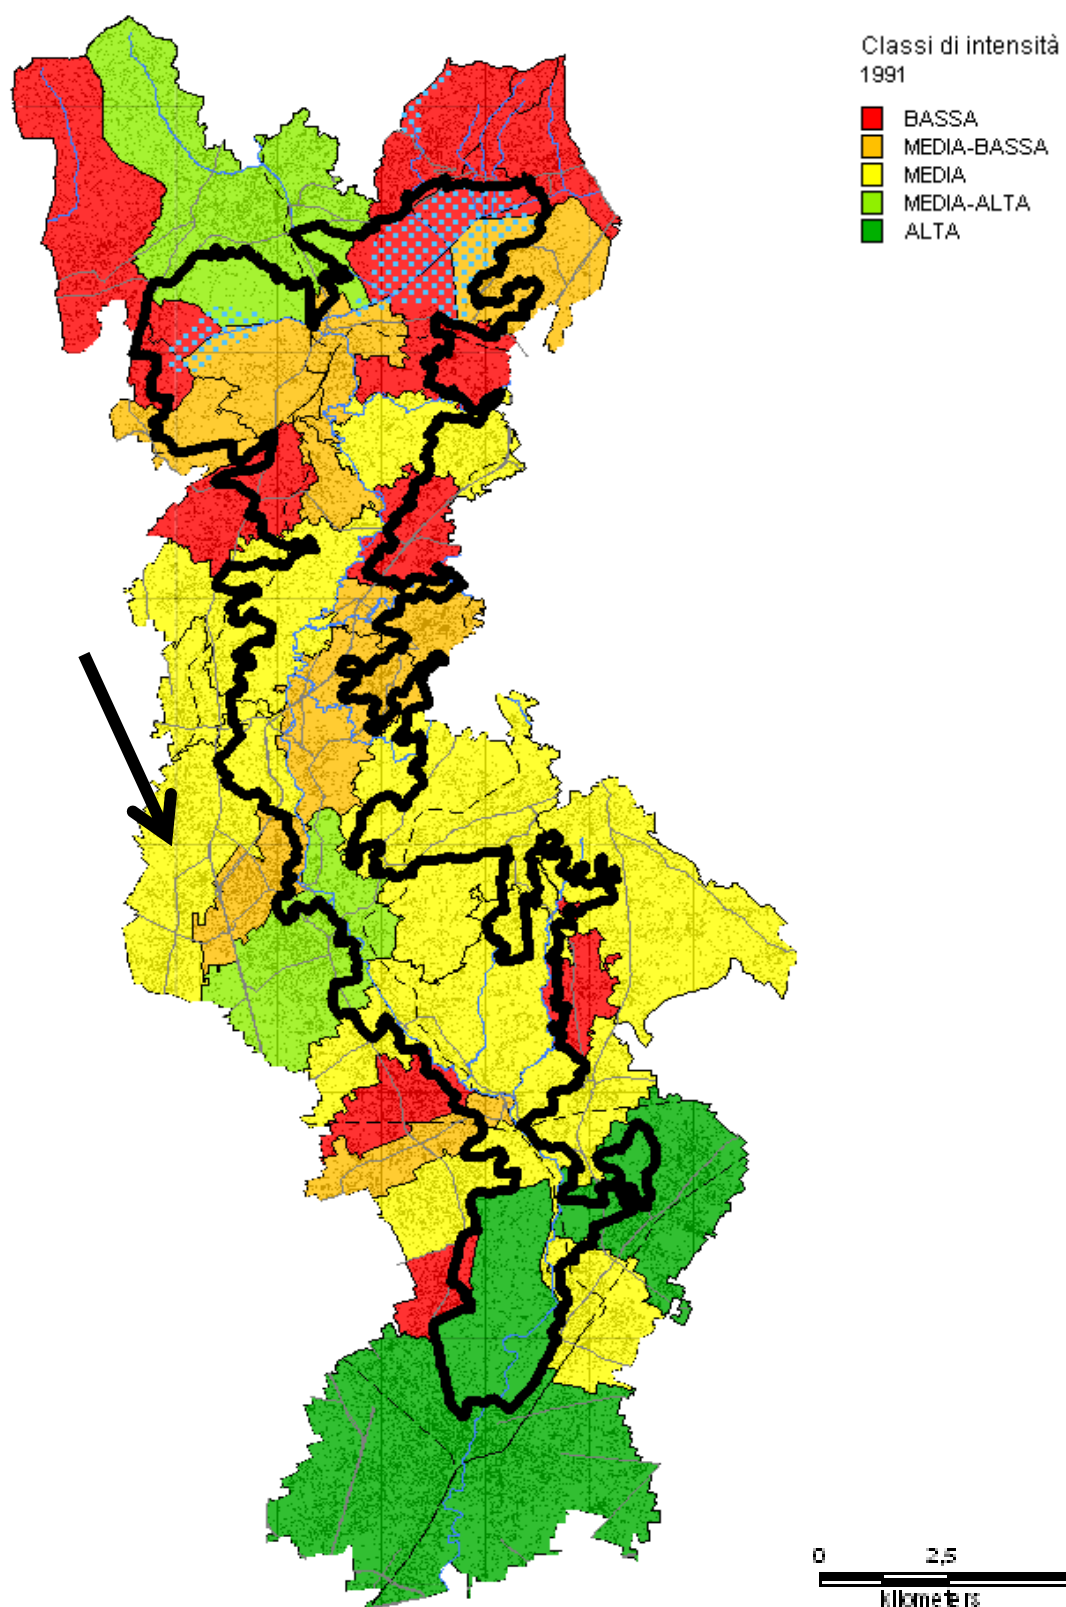 Classi di intensità
1991
BASSA
MEDIA-BASSA
MEDIA
MEDIA-ALTA
ALTA
0 2,5
kilometers